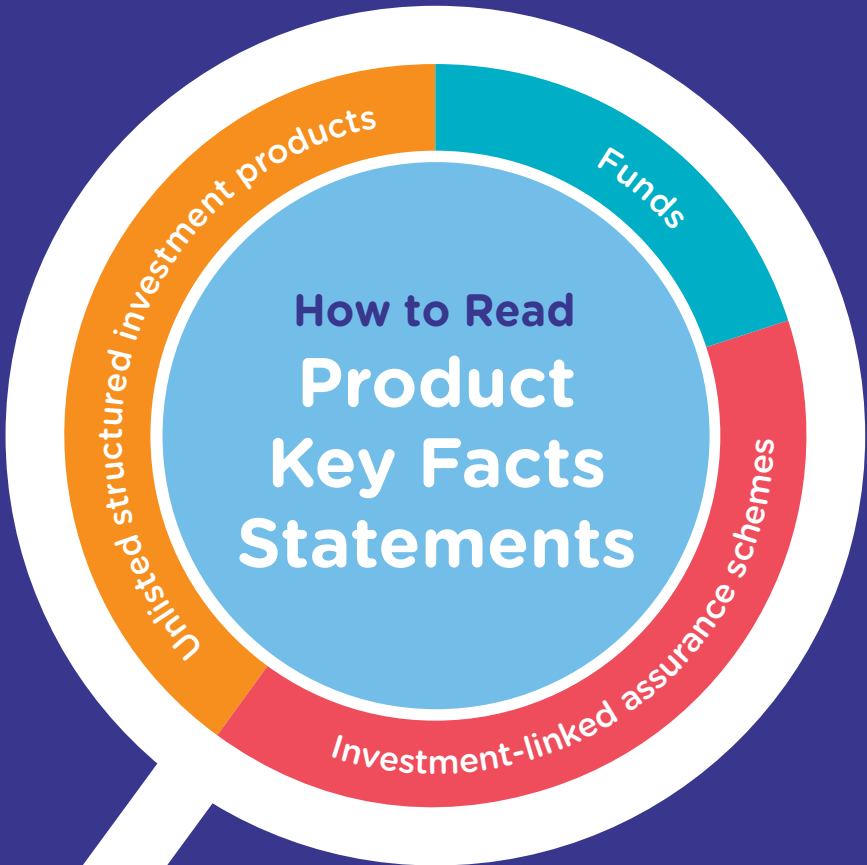 How to Read
Product
Key Facts
Statements
Funds
Investment-linked assurance schemes
Unlisted structured investment products